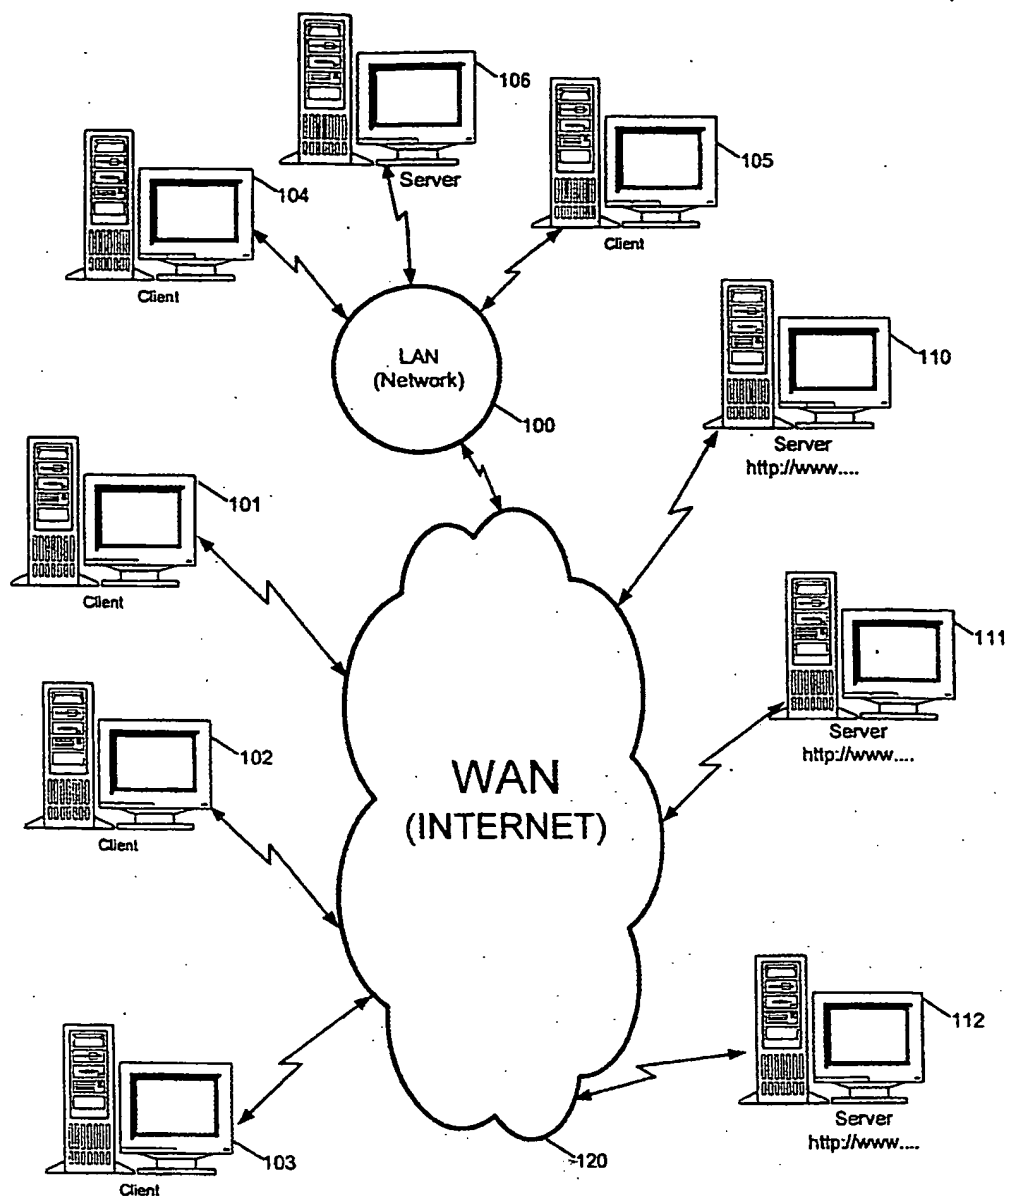 106
Server
105
Client
104
Client
LAN
(Network)
100
110
Server
http://www....
101
Client
111
Server
http://www....
102
Client
WAN
(INTERNET)
112
Server
http://www....
103
Client
120